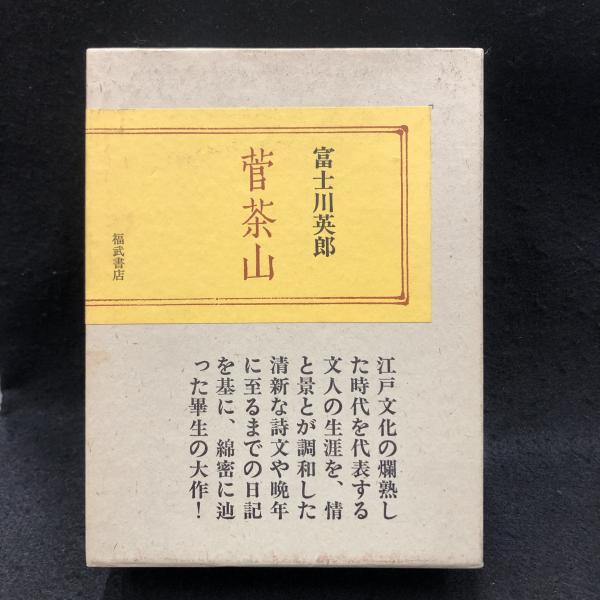 富士川英郎
菅茶山
福武書店
江戸文化の爛熟し
た時代を代表する
文人の生涯を、情
と景とが調和した
清新な詩文や晩年
に至るまでの日記
を基に、綿密に辿
った畢生の大作！